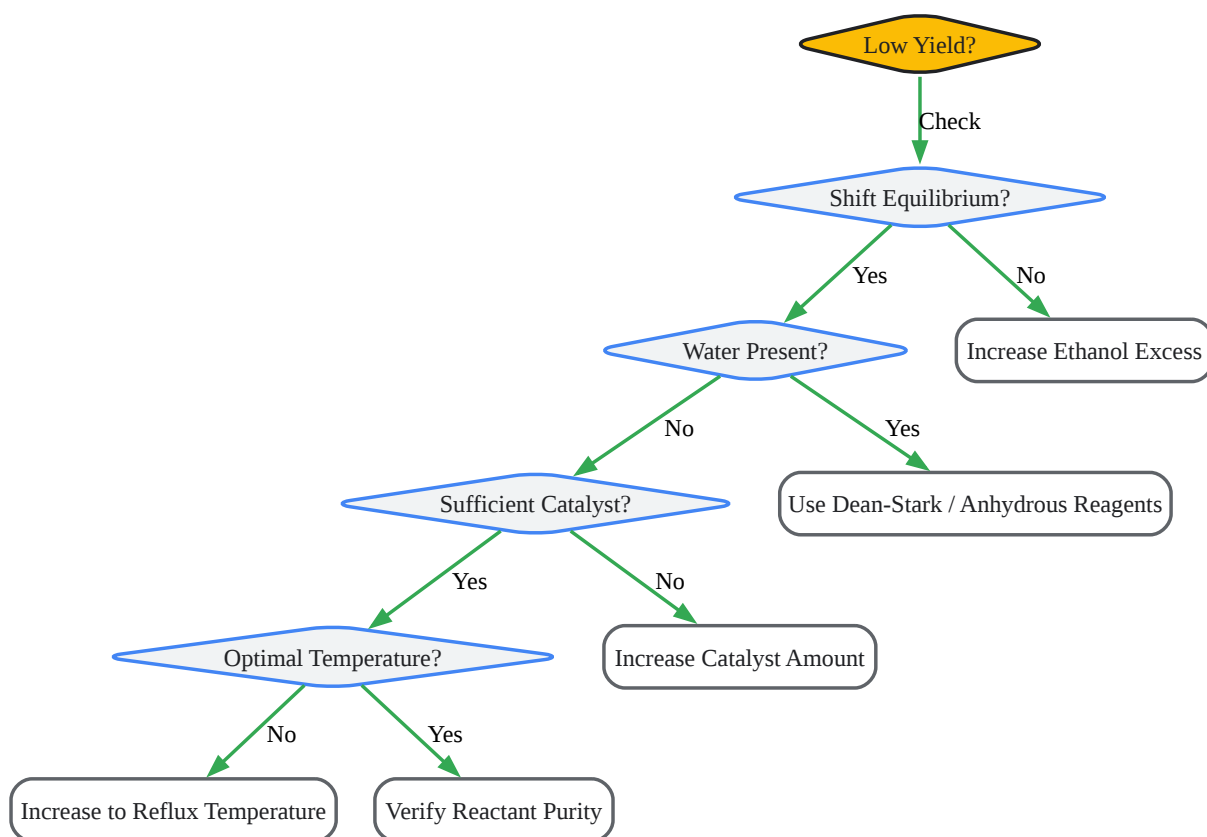 Low Yield?
Check
Shift Equilibrium?
Yes
No
Water Present?
Increase Ethanol Excess
No
Yes
Sufficient Catalyst?
Use Dean-Stark / Anhydrous Reagents
Yes
No
Optimal Temperature?
Increase Catalyst Amount
No
Yes
Increase to Reflux Temperature
Verify Reactant Purity